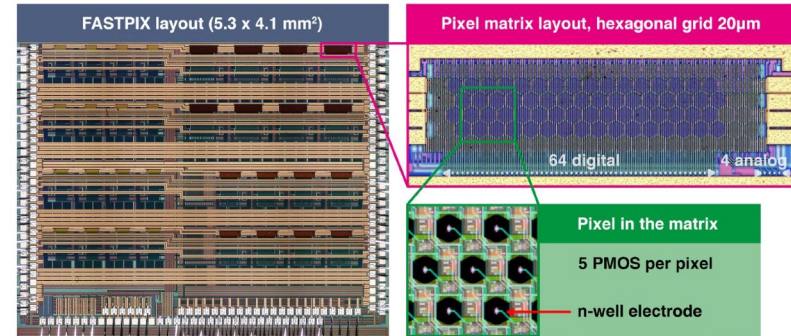 FASTPIX layout (5.3 x 4.1 mm²)
Pixel matrix layout, hexagonal grid 20μm
64 digital
4 analog
Pixel in the matrix
5 PMOS per pixel
n-well electrode